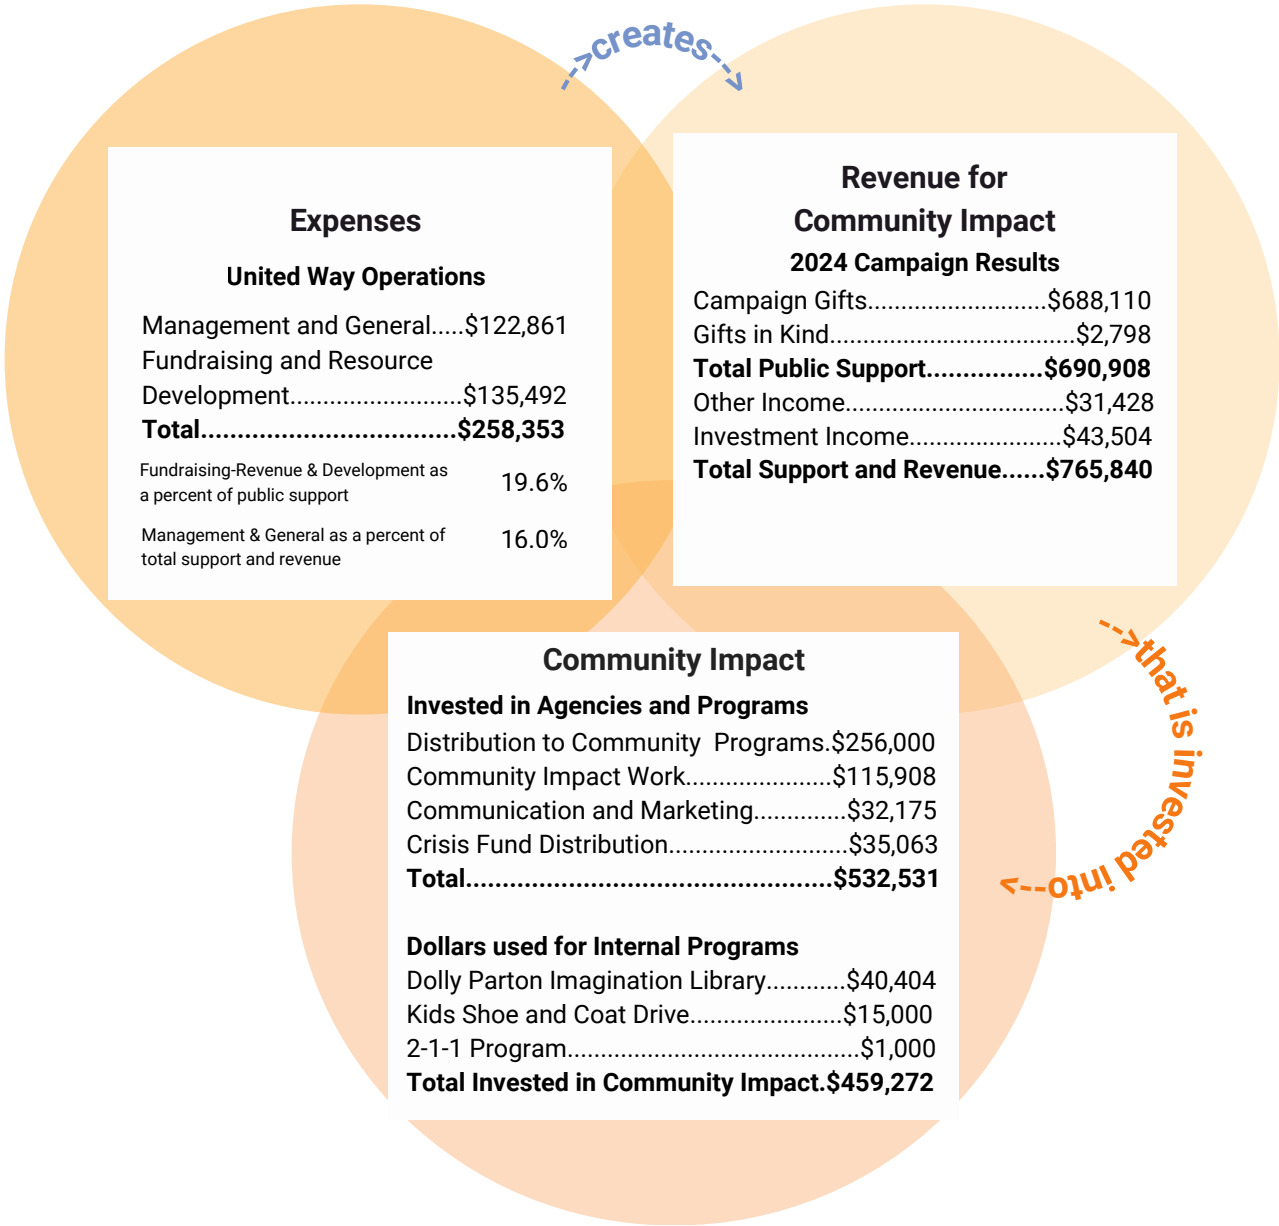 -->creates-->
Expenses
United Way Operations
Management and General.....$122,861
Fundraising and Resource
Development.......................$135,492
Total...................................$258,353
Fundraising-Revenue & Development as
a percent of public support
19.6%
Management & General as a percent of
total support and revenue
16.0%
Revenue for
Community Impact
2024 Campaign Results
Campaign Gifts..........................$688,110
Gifts in Kind...................................$2,798
Total Public Support................$690,908
Other Income................................$31,428
Investment Income......................$43,504
Total Support and Revenue......$765,840
-->that is invested into-->
Community Impact
Invested in Agencies and Programs
Distribution to Community  Programs.$256,000
Community Impact Work.....................$115,908
Communication and Marketing.............$32,175
Crisis Fund Distribution..........................$35,063
Total..................................................$532,531
Dollars used for Internal Programs
Dolly Parton Imagination Library............$40,404
Kids Shoe and Coat Drive......................$15,000
2-1-1 Program..........................................$1,000
Total Invested in Community Impact.$459,272